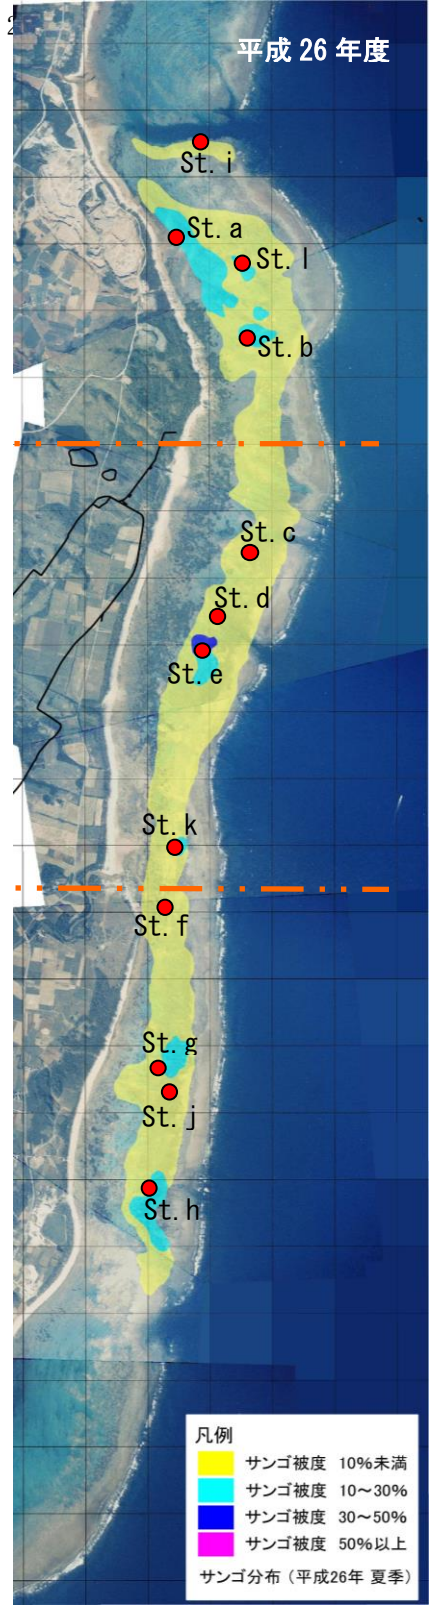 平成 26 年度
St. i
St. a
St. l
St. b
St. c
St. d
St. e
St. k
St. f
St. g
St. j
St. h
凡例
サンゴ被度 10%未満
サンゴ被度 10～30%
サンゴ被度 30～50%
サンゴ被度 50%以上
サンゴ分布（平成26年 夏季）